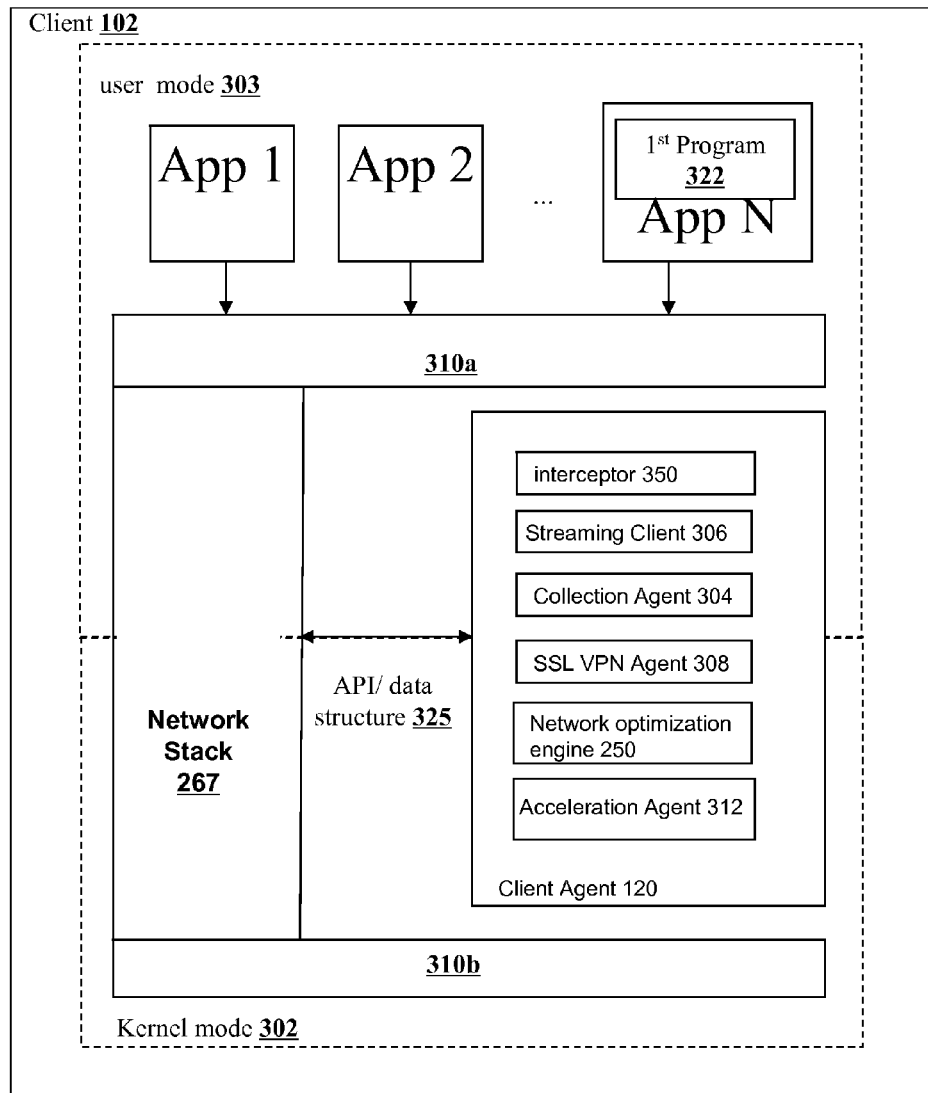 Client 102
user mode 303
App 1
App 2
...
1st Program
322
App N
310a
interceptor 350
Streaming Client 306
Collection Agent 304
SSL VPN Agent 308
API/ data
structure 325
Network
Stack
267
Network optimization
engine 250
Acceleration Agent 312
Client Agent 120
310b
Kernel mode 302